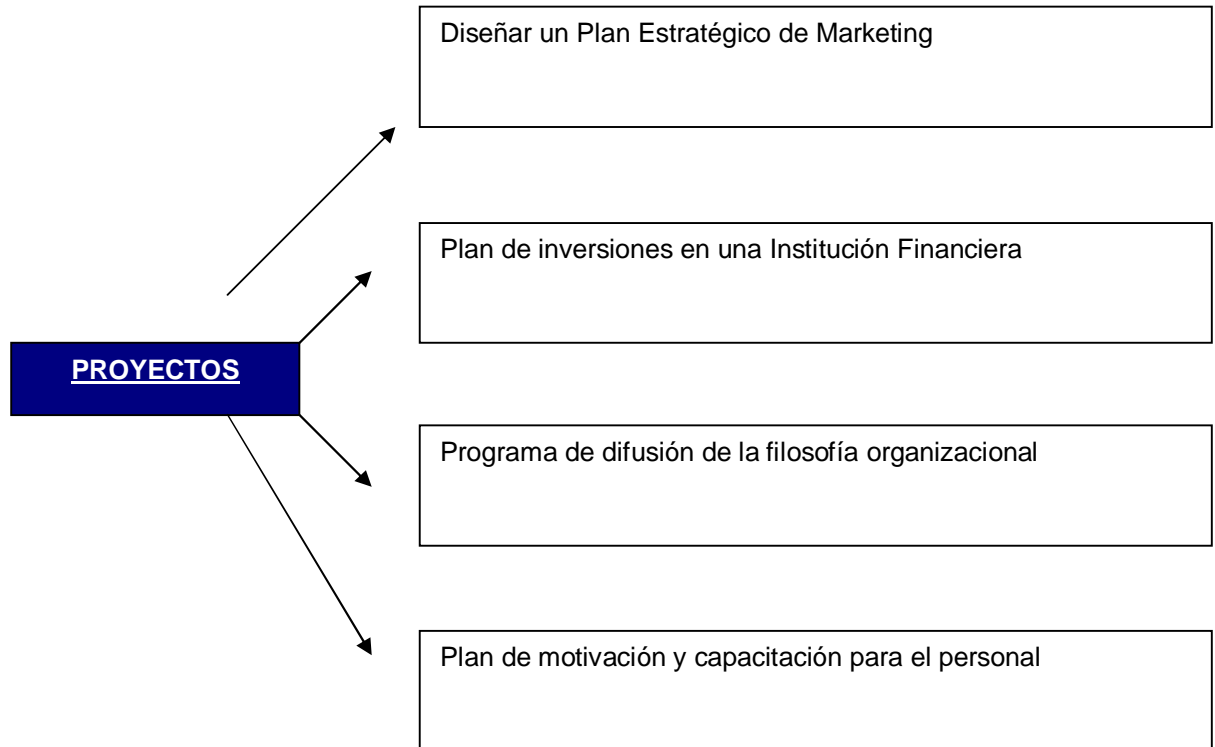 Diseñar un Plan Estratégico de Marketing
Plan de inversiones en una Institución Financiera
PROYECTOS
Programa de difusión de la filosofía organizacional
Plan de motivación y capacitación para el personal